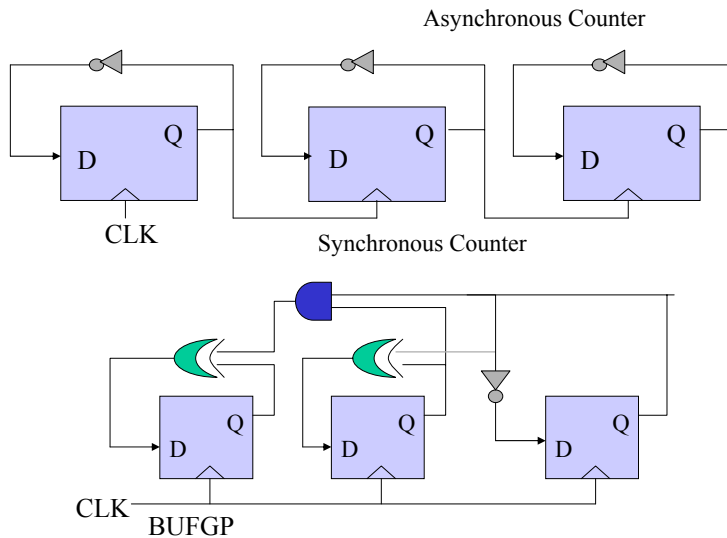 Asynchronous Counter
Q Q Q
D D D
CLK
Synchronous Counter
Q Q Q
D D D
CLK
BUFGP